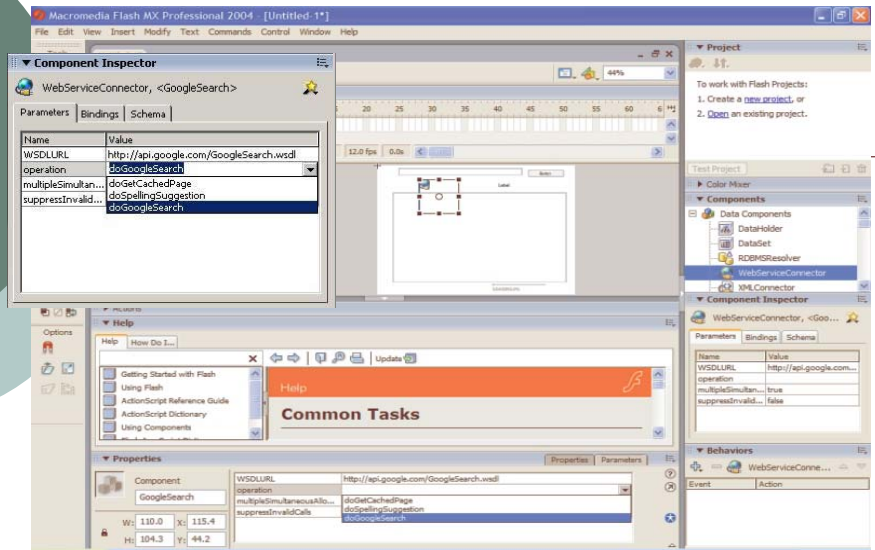 Macromedia Flash MX Professional 2004 - [Untitled-1*]
File Edit View Insert Modify Text Commands Control Window Help
Component Inspector
WebServiceConnector, <GoogleSearch>
Parameters Bindings Schema
Name Value
WSDLURL http://api.google.com/GoogleSearch.wsdl
operation doGoogleSearch
multipleSimultan... doGetCachedPage
suppressInvalid... doSpellingSuggestion
doGoogleSearch
44%
20 25 30 35 40 45 50 55 60
12.0 fps 0.0s
Button
Label
Project
To work with Flash Projects:
1. Create a new project, or
2. Open an existing project.
Test Project
Color Mixer
Components
Data Components
DataHolder
DataSet
RDBMSResolver
WebServiceConnector
XMLConnector
Component Inspector
WebServiceConnector, <Goo...
Parameters Bindings Schema
Name Value
WSDLURL http://api.google.com...
operation
multipleSimultan... true
suppressInvalid... false
Behaviors
WebServiceConne...
Event Action
Options
Actions
Help
Help How Do I...
Update
Getting Started with Flash
Using Flash
ActionScript Reference Guide
ActionScript Dictionary
Using Components
Help
Common Tasks
Properties
Properties Parameters
Component
GoogleSearch
W: 110.0 X: 115.4
H: 104.3 Y: 44.2
WSDLURL http://api.google.com/GoogleSearch.wsdl
operation
multipleSimultaneousAllo... doGetCachedPage
suppressInvalidCalls doSpellingSuggestion
doGoogleSearch